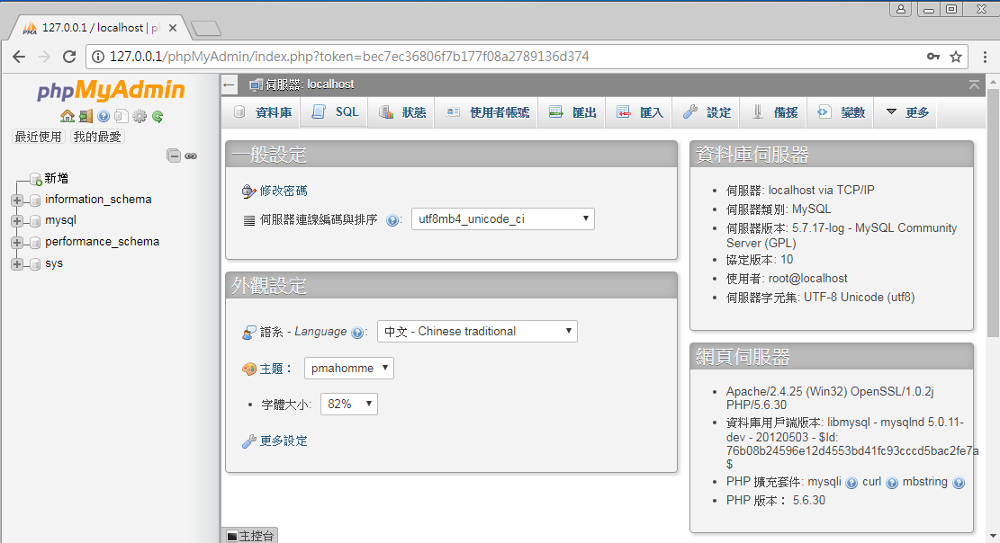 127.0.0.1 / localhost | p
127.0.0.1/phpMyAdmin/index.php?token=bec7ec36806f7b177f08a2789136d374
phpMyAdmin
最近使用 我的最愛
新增
information_schema
mysql
performance_schema
sys
伺服器: localhost
資料庫 SQL 狀態 使用者帳號 匯出 匯入 設定 備援 變數 更多
一般設定
修改密碼
伺服器連線編碼與排序 : utf8mb4_unicode_ci
外觀設定
語系 - Language : 中文 - Chinese traditional
主題： pmahomme
字體大小: 82%
更多設定
資料庫伺服器
伺服器: localhost via TCP/IP
伺服器類別: MySQL
伺服器版本: 5.7.17-log - MySQL Community
Server (GPL)
協定版本: 10
使用者: root@localhost
伺服器字元集: UTF-8 Unicode (utf8)
網頁伺服器
Apache/2.4.25 (Win32) OpenSSL/1.0.2j
PHP/5.6.30
資料庫用戶端版本: libmysql - mysqlnd 5.0.11-
dev - 20120503 - $Id:
76b08b24596e12d4553bd41fc93cccd5bac2fe7a
$
PHP 擴充套件: mysqli curl mbstring
PHP 版本： 5.6.30
主控台